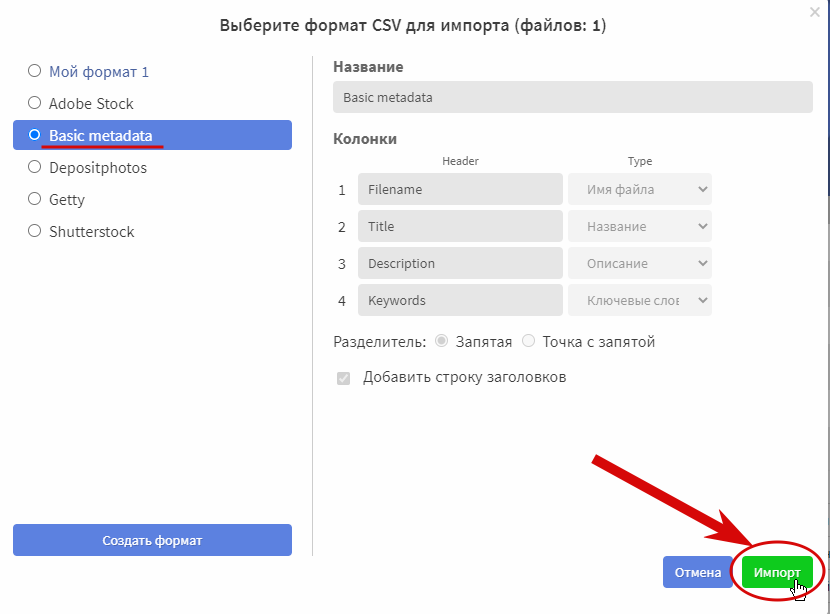 Выберите формат CSV для импорта (файлов: 1)
Мой формат 1
Adobe Stock
Basic metadata
Depositphotos
Getty
Shutterstock
Создать формат
Название
Basic metadata
Колонки
Header Type
1 Filename Имя файла
2 Title Название
3 Description Описание
4 Keywords Ключевые слов
Разделитель: Запятая Точка с запятой
Добавить строку заголовков
Отмена Импорт